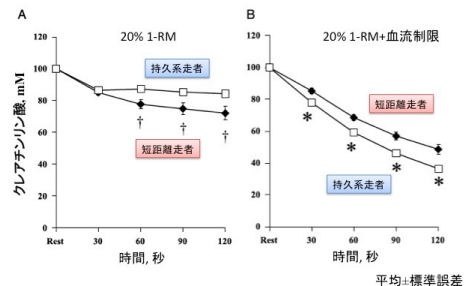 A
20% 1-RM
クレアチンリン酸, mM
100
80
60
40
20
0
持久系走者
短距離走者
†
†
†
Rest
30
60
90
120
時間, 秒
B
20% 1-RM+血流制限
100
80
60
40
20
0
短距離走者
持久系走者
*
*
*
*
Rest
30
60
90
120
時間, 秒
平均±標準誤差